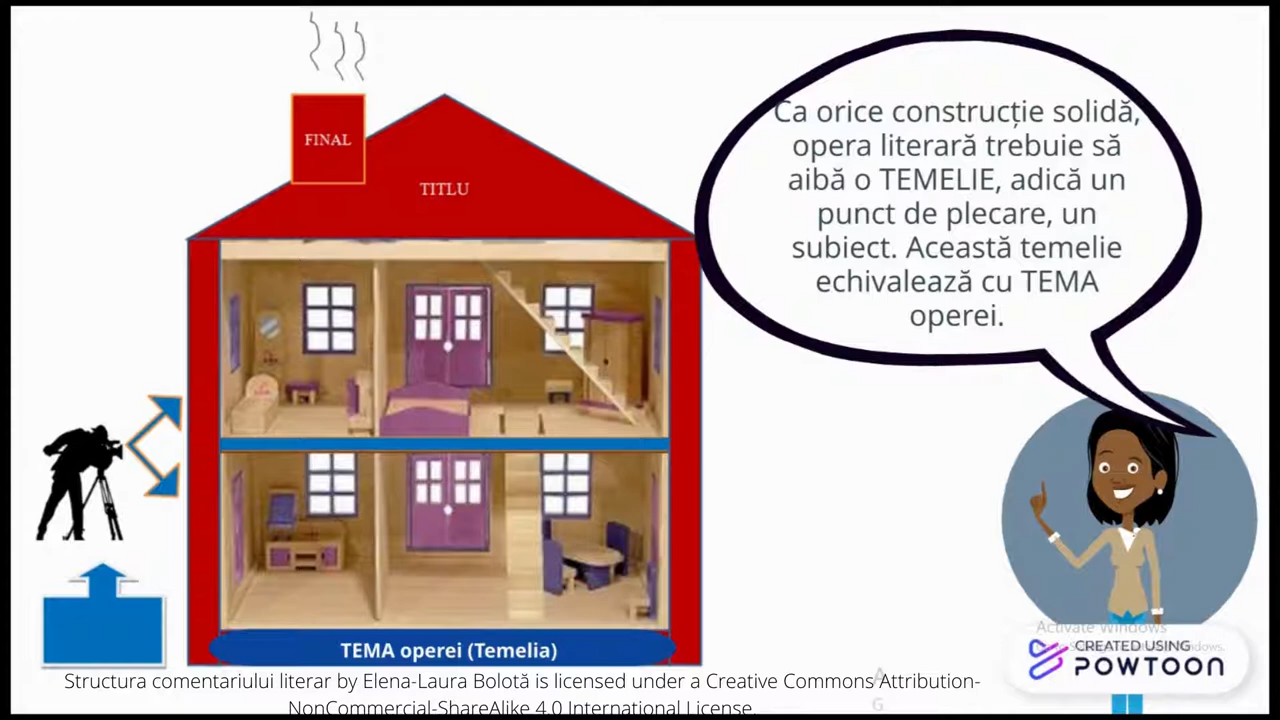 FINAL
TITLU
Ca orice construcție solidă,
opera literară trebuie să
aibă o TEMELIE, adică un
punct de plecare, un
subiect. Această temelie
echivalează cu TEMA
operei.
TEMA operei (Temelia)
Activate Windows
CREATED USING
POWTOON
Structura comentariului literar by Elena-Laura Bolotă is licensed under a Creative Commons Attribution-
NonCommercial-ShareAlike 4.0 International License.